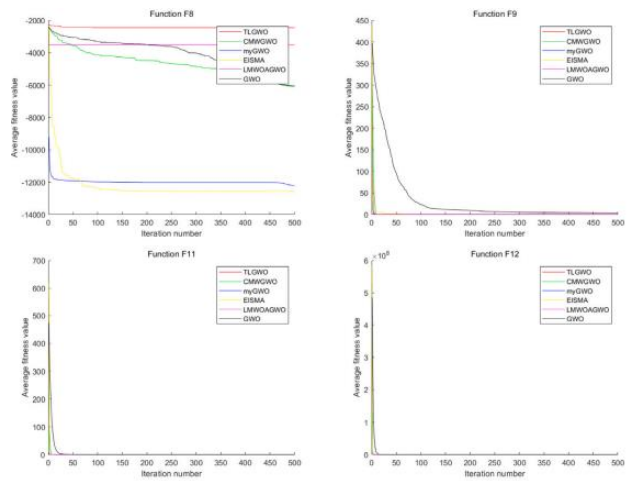 Function F8
-2000
-4000
-6000
-8000
-10000
-12000
-14000
Average fitness value
0 50 100 150 200 250 300 350 400 450 500
Iteration number
TLGWO
CMWGWO
myGWO
EISMA
LMWOAGWO
GWO
Function F9
450
400
350
300
250
200
150
100
50
0
Average fitness value
0 50 100 150 200 250 300 350 400 450 500
Iteration number
TLGWO
CMWGWO
myGWO
EISMA
LMWOAGWO
GWO
Function F11
700
600
500
400
300
200
100
0
Average fitness value
0 50 100 150 200 250 300 350 400 450 500
Iteration number
TLGWO
CMWGWO
myGWO
EISMA
LMWOAGWO
GWO
Function F12
6
5
4
3
2
1
0
Average fitness value
0 50 100 150 200 250 300 350 400 450 500
Iteration number
TLGWO
CMWGWO
myGWO
EISMA
LMWOAGWO
GWO